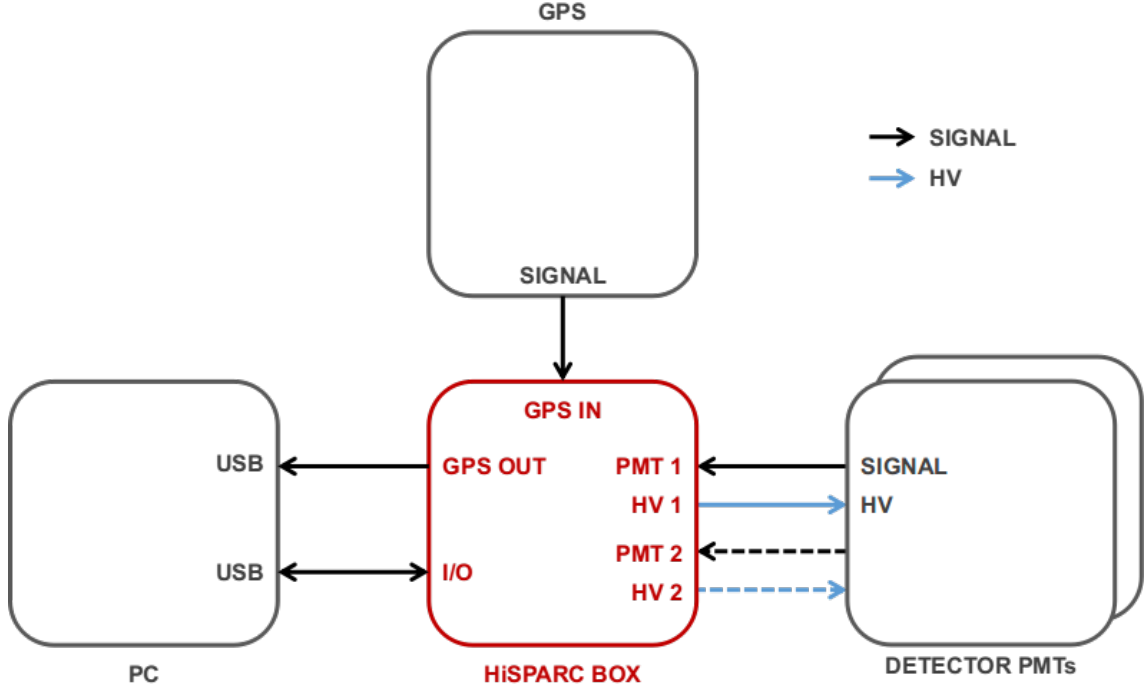 GPS
SIGNAL
HV
SIGNAL
GPS IN
USB
GPS OUT
PMT 1
SIGNAL
HV 1
HV
PMT 2
USB
I/O
HV 2
PC
HiSPARC BOX
DETECTOR PMTs